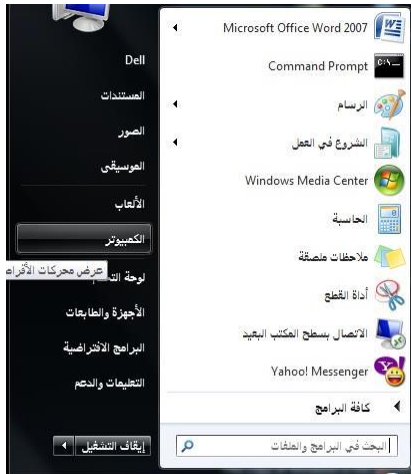 Microsoft Office Word 2007
Command Prompt
الرسام
الشروع في العمل
Windows Media Center
الحاسبة
ملاحظات ملصقة
أداة القطع
الاتصال بسطح المكتب البعيد
Yahoo! Messenger
كافة البرامج
البحث في البرامج والملفات
Dell
المستندات
الصور
الموسيقى
الألعاب
الكمبيوتر
عرض محركات
لوحة
الأجهزة والطابعات
البرامج الافتراضية
التعليمات والدعم
إيقاف التشغيل